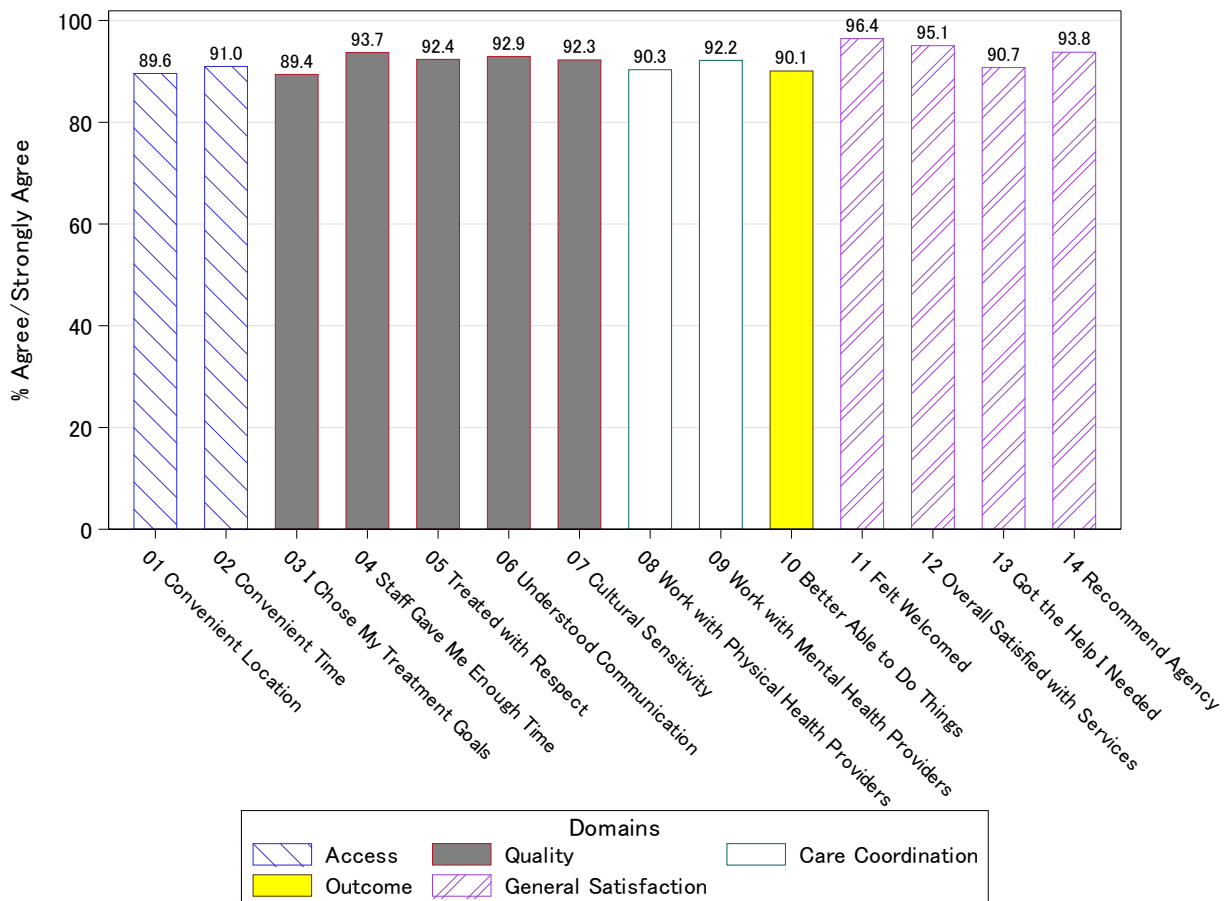 % Agree/Strongly Agree
100
80
60
40
20
0
89.6
91.0
89.4
93.7
92.4
92.9
92.3
90.3
92.2
90.1
96.4
95.1
90.7
93.8
01 Convenient Location
02 Convenient Time
03 I Chose My Treatment Goals
04 Staff Gave Me Enough Time
05 Treated with Respect
06 Understood Communication
07 Cultural Sensitivity
08 Work with Physical Health Providers
09 Work with Mental Health Providers
10 Better Able to Do Things
11 Felt Welcomed
12 Overall Satisfied with Services
13 Got the Help I Needed
14 Recommend Agency
Domains
Access
Quality
Care Coordination
Outcome
General Satisfaction